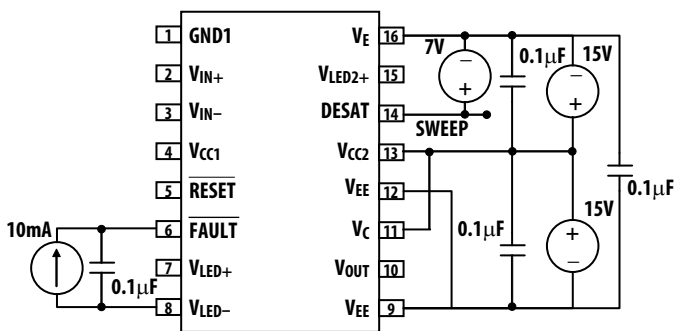 1 GND1
2 VIN+
3 VIN−
4 VCC1
5 RESET
6 FAULT
7 VLED+
8 VLED−
VE 16
VLED2+ 15
DESAT 14
VCC2 13
VEE 12
VC 11
VOUT 10
VEE 9
10mA
0.1µF
7V
SWEEP
0.1µF
15V
0.1µF
15V
0.1µF